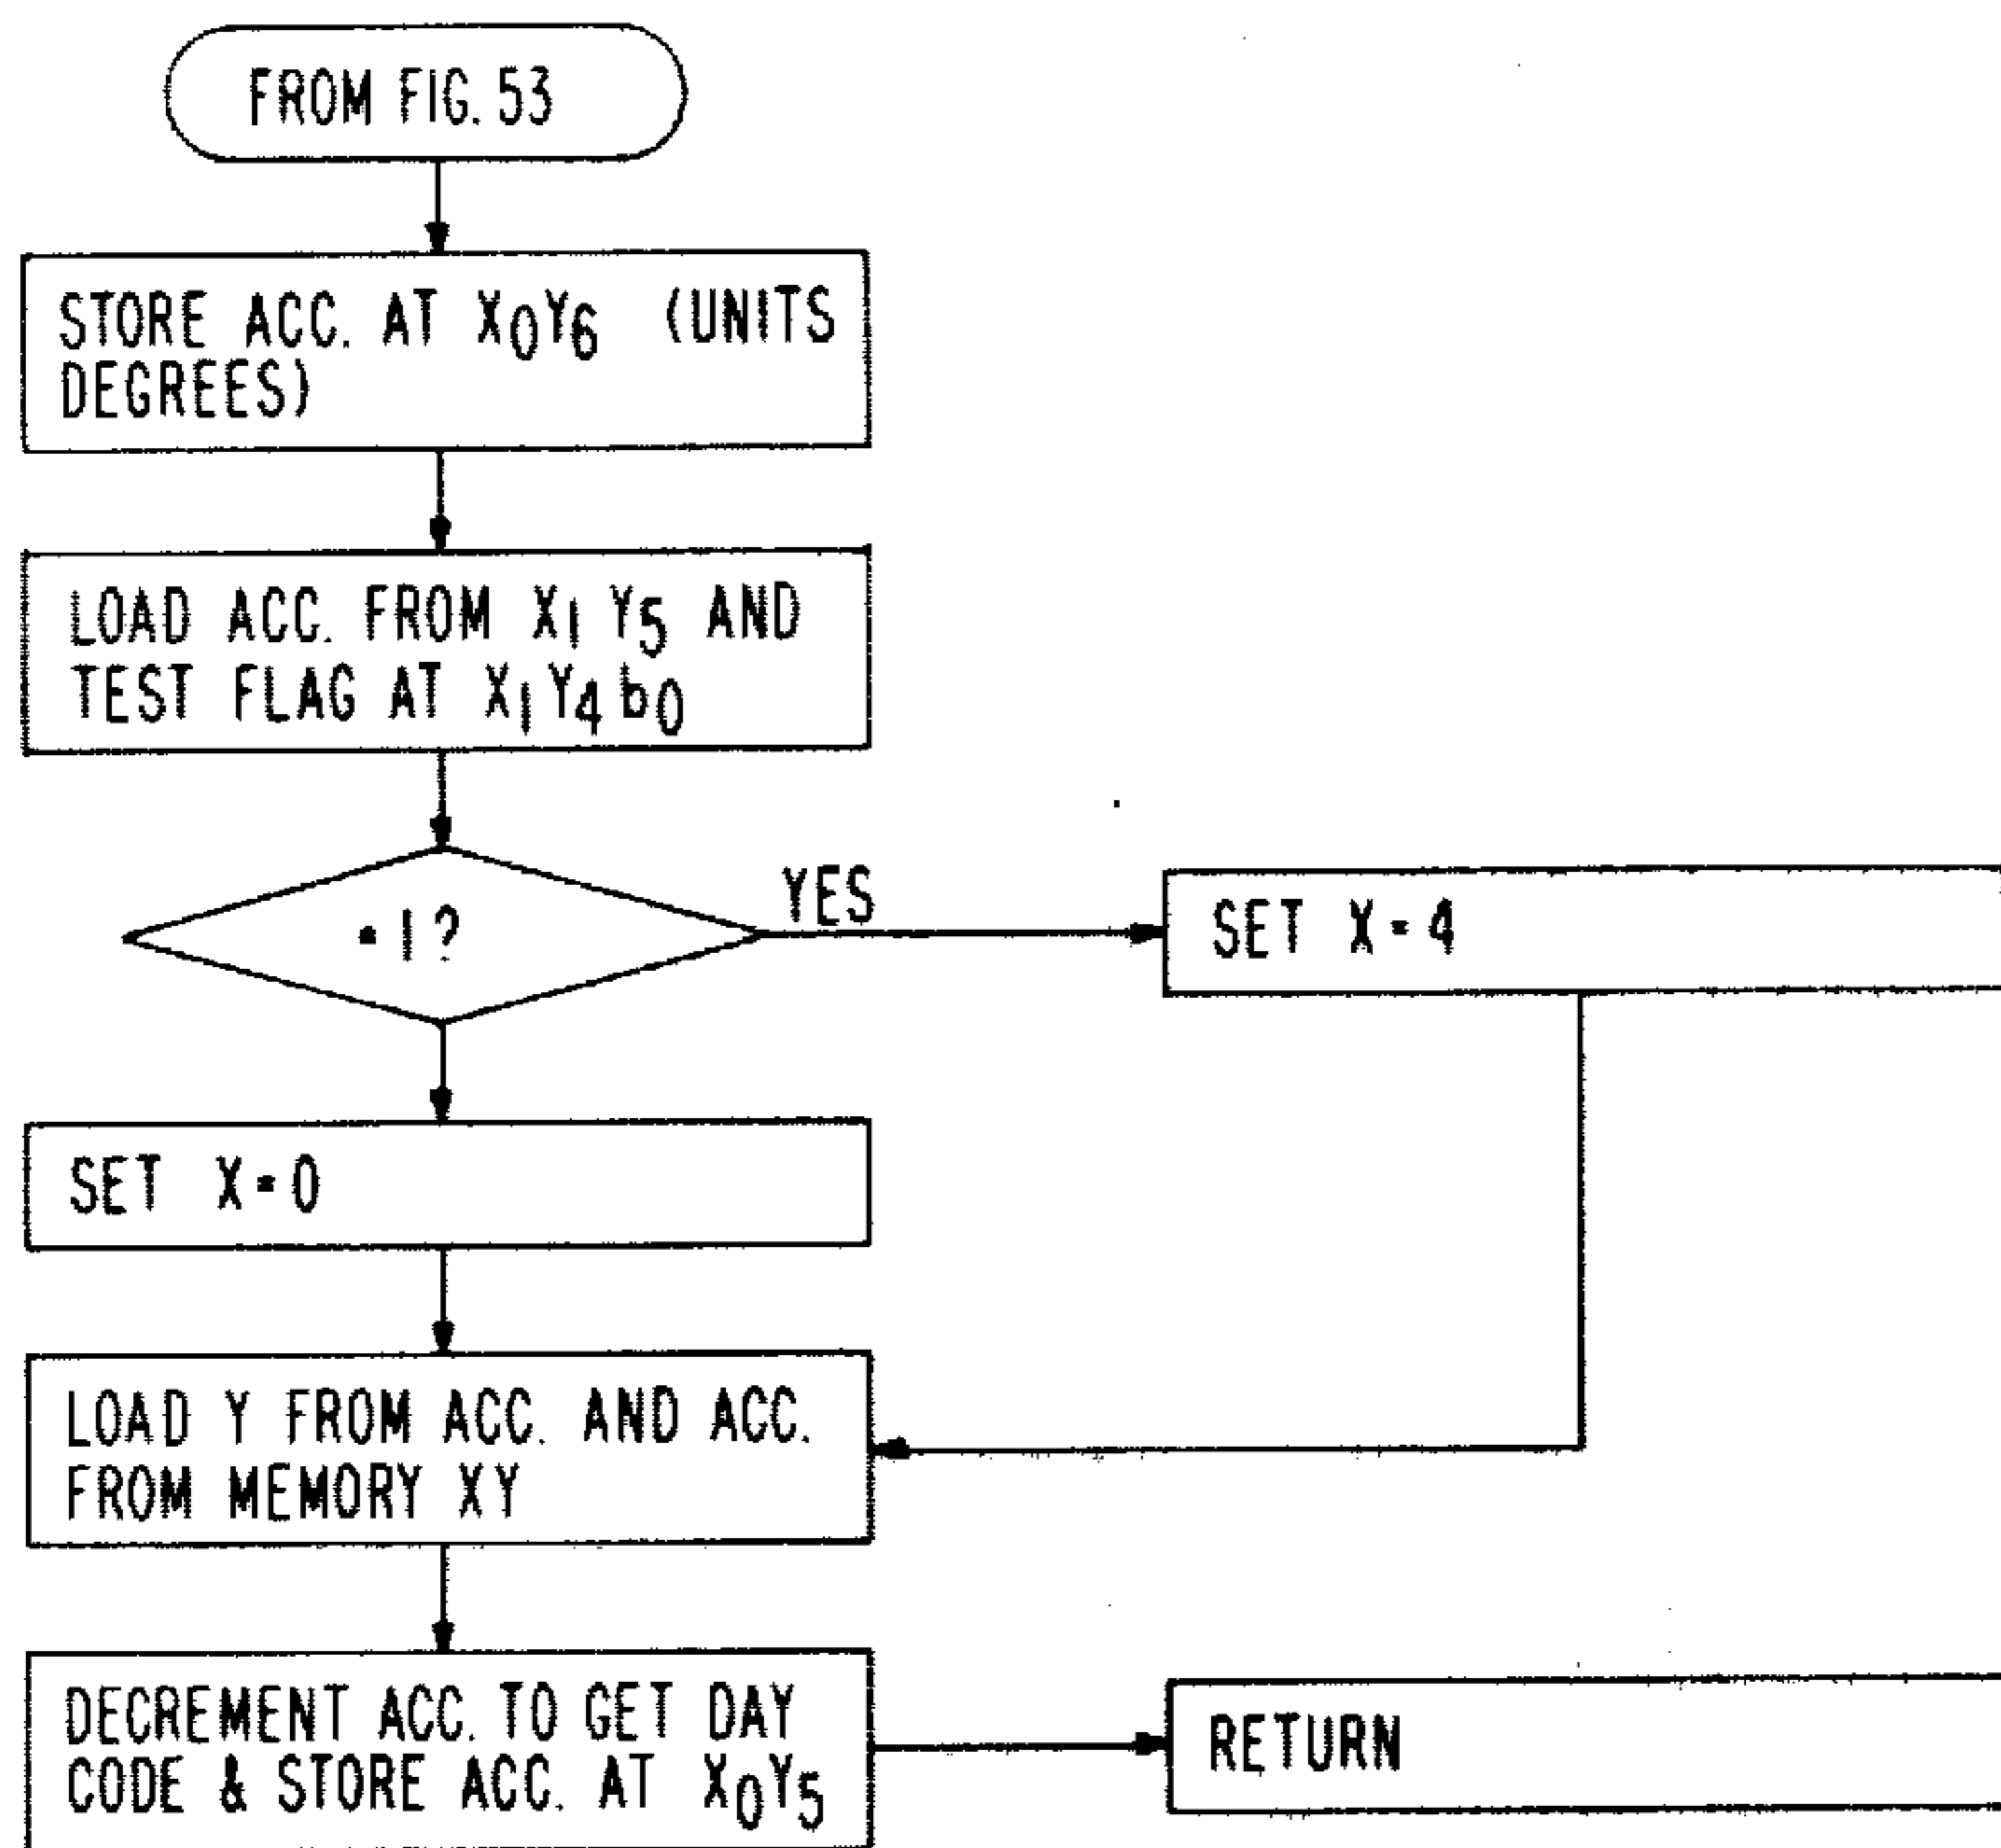 FROM FIG. 53
STORE ACC. AT X₀Y₆ (UNITS
DEGREES)
LOAD ACC. FROM X₁ Y₅ AND
TEST FLAG AT X₁Y₄ b₀
=1?
YES
SET X=4
SET X=0
LOAD Y FROM ACC. AND ACC.
FROM MEMORY XY
DECREMENT ACC. TO GET DAY
CODE & STORE ACC. AT X₀Y₅
RETURN